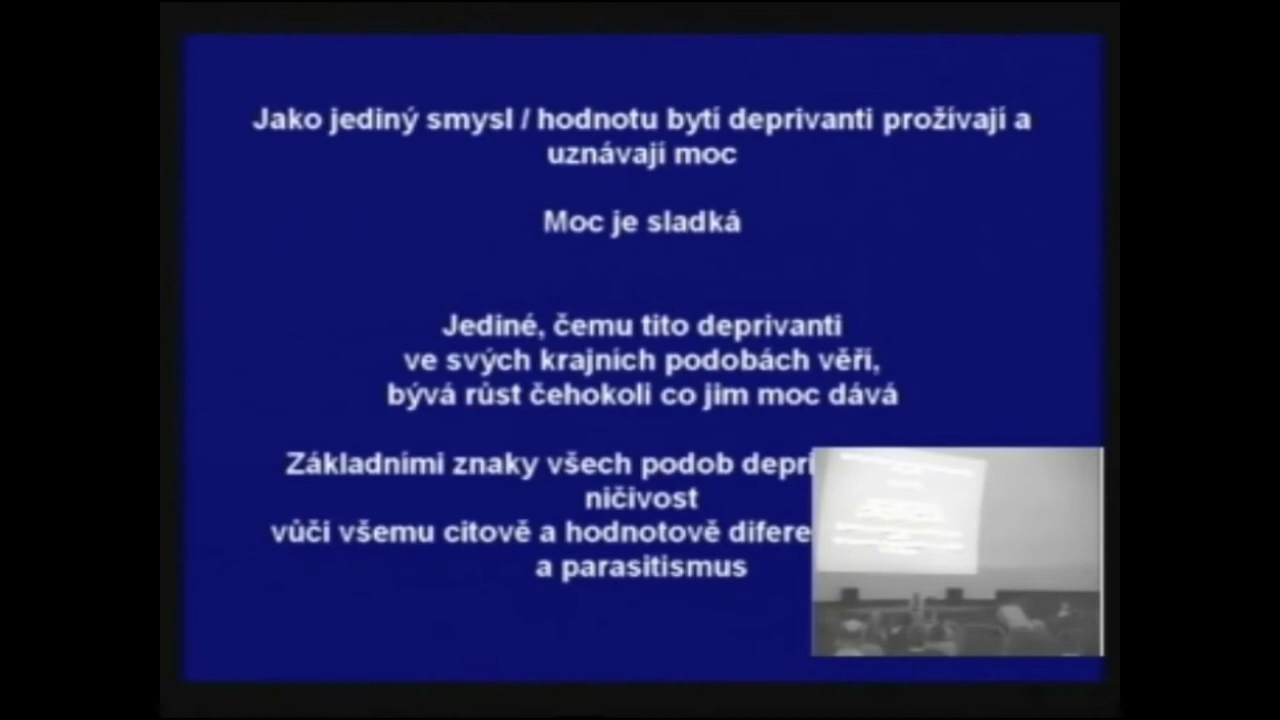 Jako jediný smysl / hodnotu bytí deprivanti prožívají a
uznávají moc
Moc je sladká
Jediné, čemu tito deprivanti
ve svých krajních podobách věří,
bývá růst čehokoli co jim moc dává
Základními znaky všech podob
ničivost
vůči všemu citově a hodnotově
a parasitismus